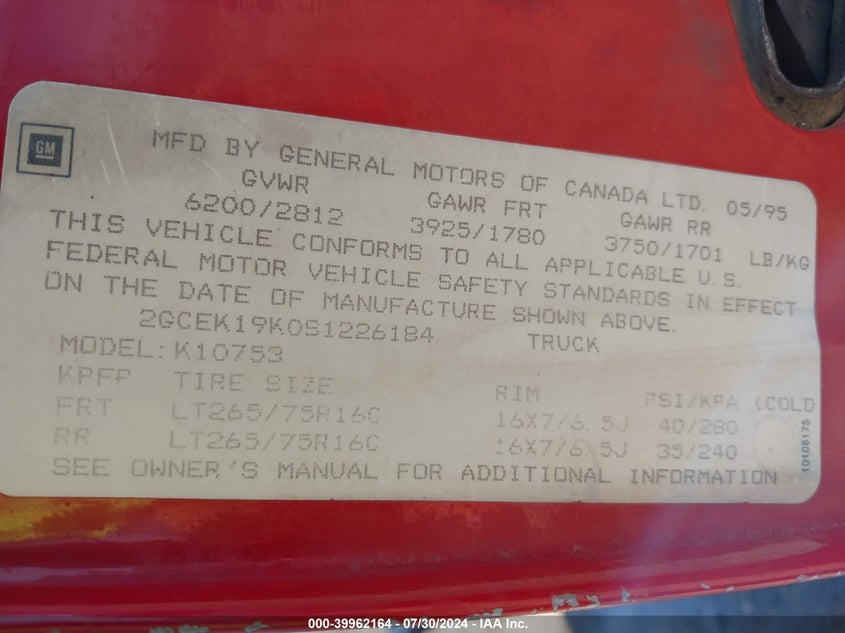 GM
MFD BY GENERAL MOTORS OF CANADA LTD. 05/95
GVWR GAWR FRT GAWR RR
6200/2812 3925/1780 3750/1701 LB/KG
THIS VEHICLE CONFORMS TO ALL APPLICABLE U.S.
FEDERAL MOTOR VEHICLE SAFETY STANDARDS IN EFFECT
ON THE DATE OF MANUFACTURE SHOWN ABOVE.
2GCEK19K0S1226184 TRUCK
MODEL: K10753
KPFP TIRE SIZE RIM PSI/KPA (COLD
FRT LT265/75R16C 16X7/6.5J 40/280
RR LT265/75R16C 16X7/6.5J 35/240
SEE OWNER'S MANUAL FOR ADDITIONAL INFORMATION
10106175
000-39962164 - 07/30/2024 - IAA Inc.